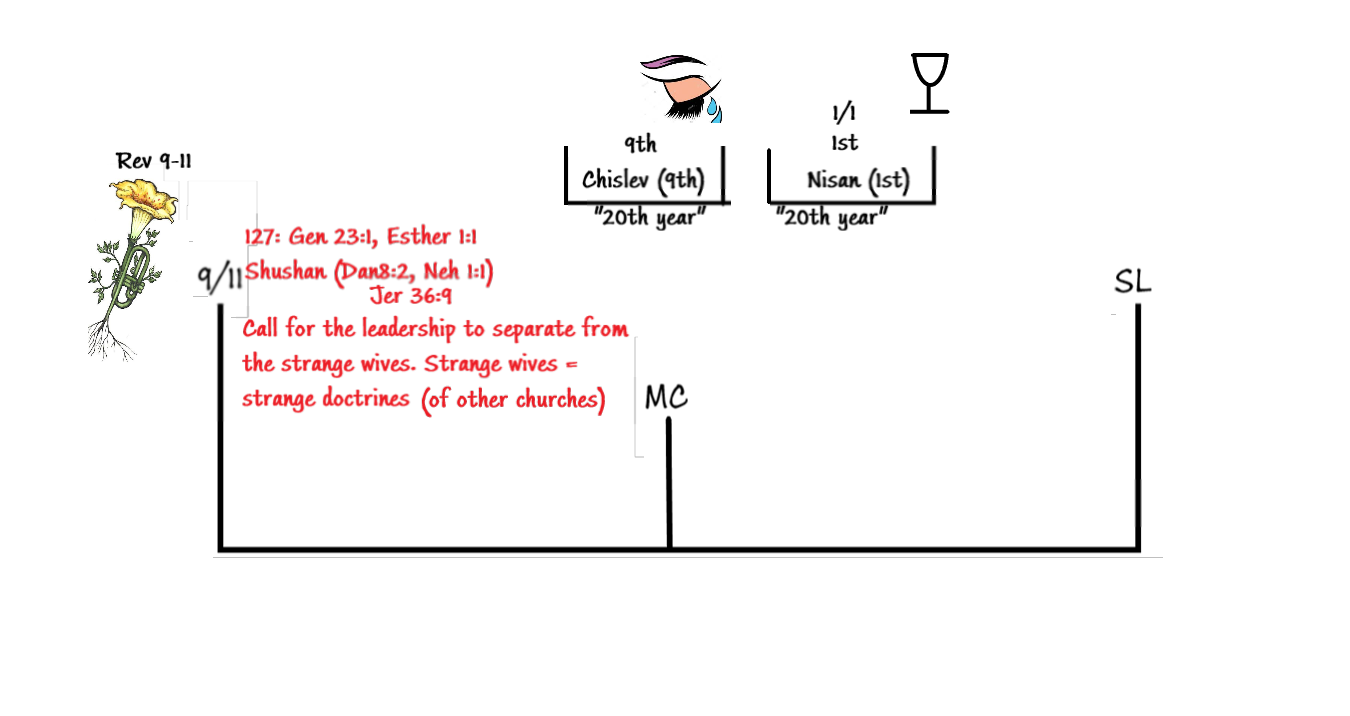 1/1
9th
1st
Rev 9-11
Chislev (9th)
Nisan (1st)
"20th year"
"20th year"
127: Gen 23:1, Esther 1:1
9/11
Shushan (Dan8:2, Neh 1:1)
Jer 36:9
SL
Call for the leadership to separate from
the strange wives. Strange wives =
strange doctrines (of other churches)
MC